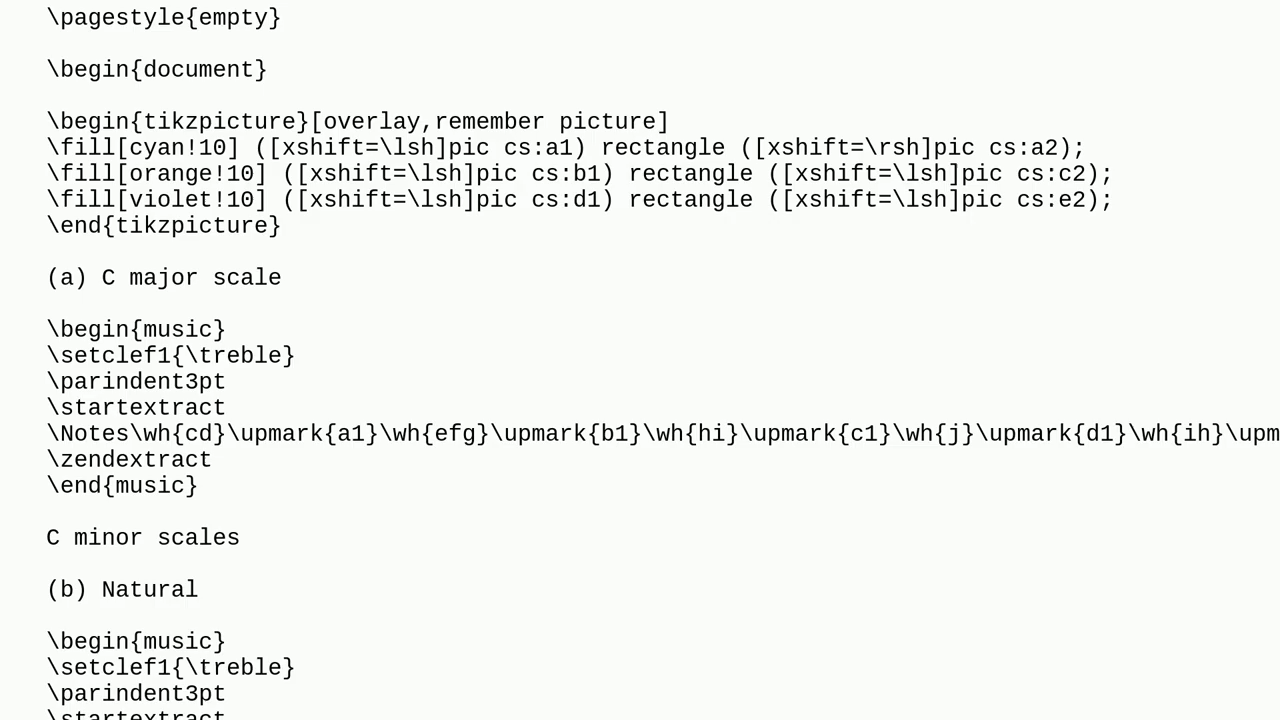 \pagestyle{empty}
\begin{document}
\begin{tikzpicture}[overlay,remember picture]
\fill[cyan!10] ([xshift=\lsh]pic cs:a1) rectangle ([xshift=\rsh]pic cs:a2);
\fill[orange!10] ([xshift=\lsh]pic cs:b1) rectangle ([xshift=\lsh]pic cs:c2);
\fill[violet!10] ([xshift=\lsh]pic cs:d1) rectangle ([xshift=\lsh]pic cs:e2);
\end{tikzpicture}
(a) C major scale
\begin{music}
\setclef1{\treble}
\parindent3pt
\startextract
\Notes\wh{cd}\upmark{a1}\wh{efg}\upmark{b1}\wh{hi}\upmark{c1}\wh{j}\upmark{d1}\wh{ih}\upm
\zendextract
\end{music}
C minor scales
(b) Natural
\begin{music}
\setclef1{\treble}
\parindent3pt
\startextract